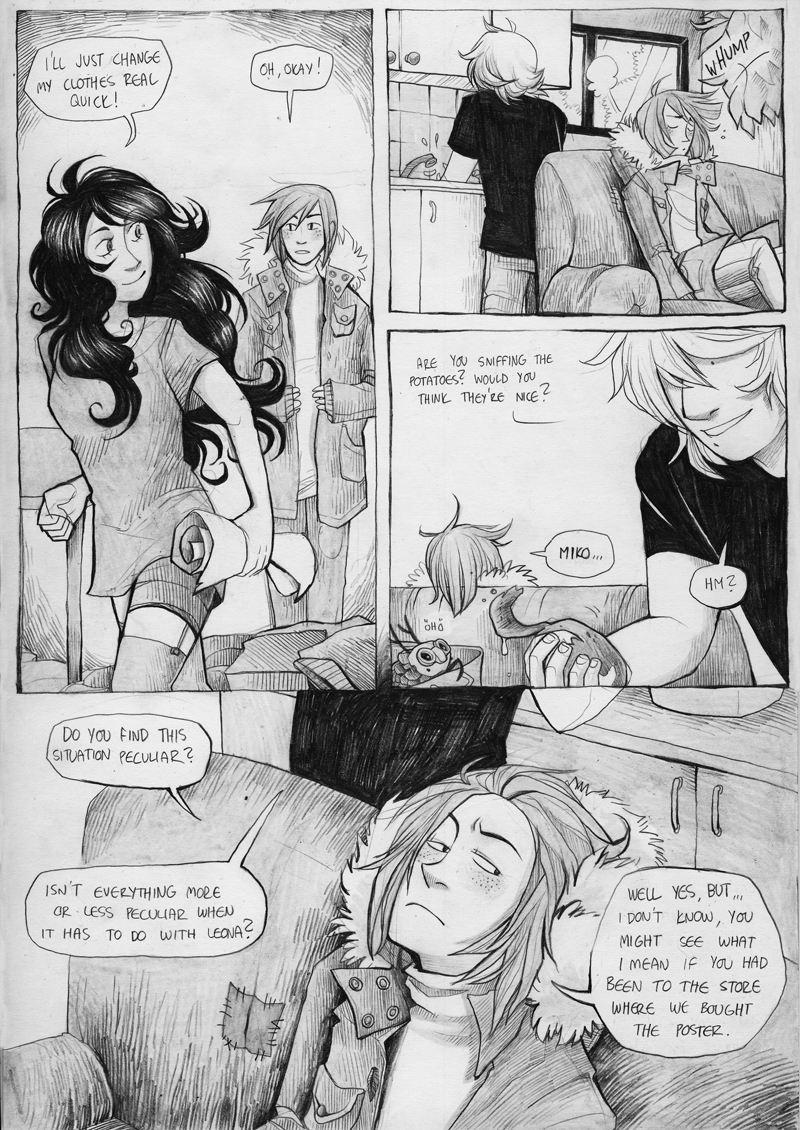 I'LL JUST CHANGE
MY CLOTHES REAL
QUICK!
OH, OKAY!
WHUMP
ARE YOU SNIFFING THE
POTATOES? WOULD YOU
THINK THEY'RE NICE?
MIKO...
HM?
ÖHÖ
DO YOU FIND THIS
SITUATION PECULIAR?
ISN'T EVERYTHING MORE
OR LESS PECULIAR WHEN
IT HAS TO DO WITH LEONA?
WELL YES, BUT...
I DON'T KNOW, YOU
MIGHT SEE WHAT
I MEAN IF YOU HAD
BEEN TO THE STORE
WHERE WE BOUGHT
THE POSTER.